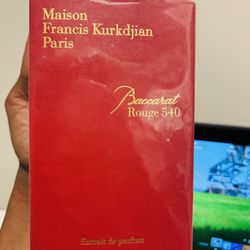 Maison
Francis Kurkdjian
Paris
Baccarat
Rouge 540
Extrait de parfum